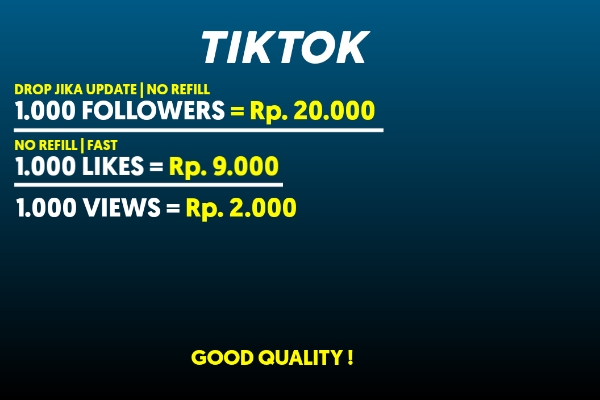 TIKTOK
DROP JIKA UPDATE | NO REFILL
1.000 FOLLOWERS = Rp. 20.000
NO REFILL | FAST
1.000 LIKES = Rp. 9.000
1.000 VIEWS = Rp. 2.000
GOOD QUALITY !